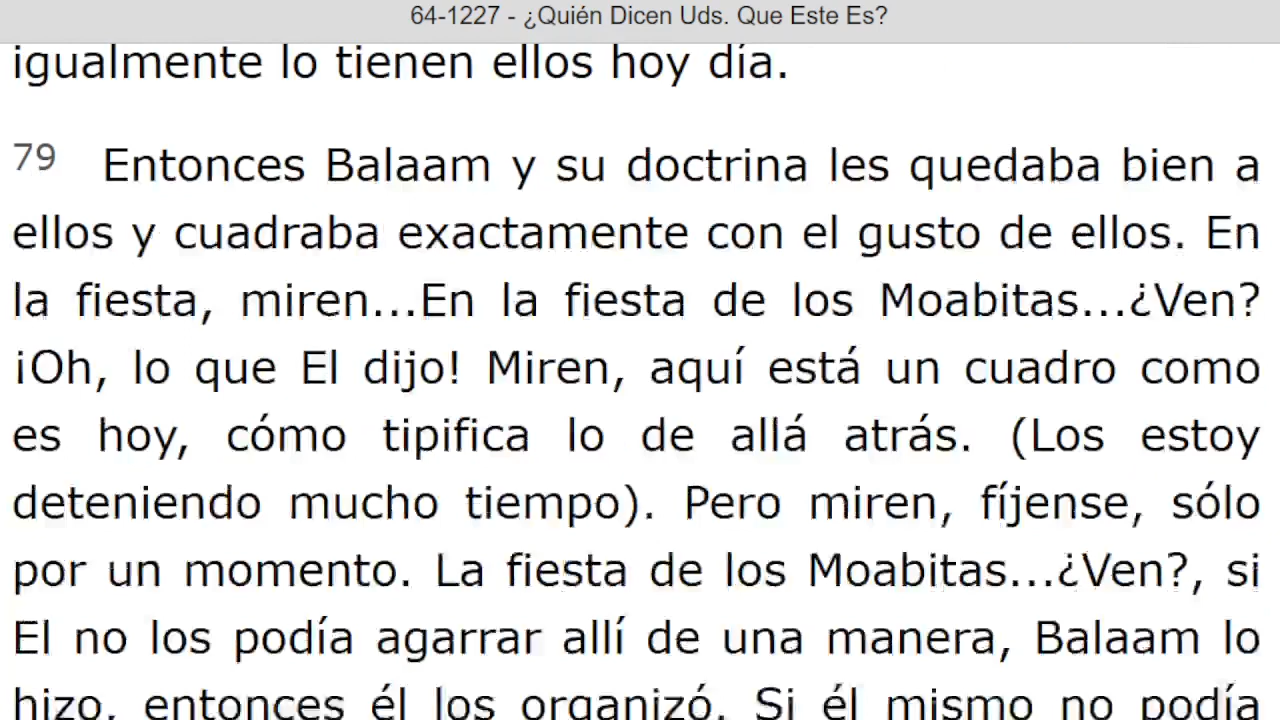 64-1227 - ¿Quién Dicen Uds. Que Este Es?
igualmente lo tienen ellos hoy día.
79 Entonces Balaam y su doctrina les quedaba bien a
ellos y cuadraba exactamente con el gusto de ellos. En
la fiesta, miren...En la fiesta de los Moabitas...¿Ven?
¡Oh, lo que El dijo! Miren, aquí está un cuadro como
es hoy, cómo tipifica lo de allá atrás. (Los estoy
deteniendo mucho tiempo). Pero miren, fíjense, sólo
por un momento. La fiesta de los Moabitas...¿Ven?, si
El no los podía agarrar allí de una manera, Balaam lo
hizo, entonces él los organizó. Si él mismo no podía